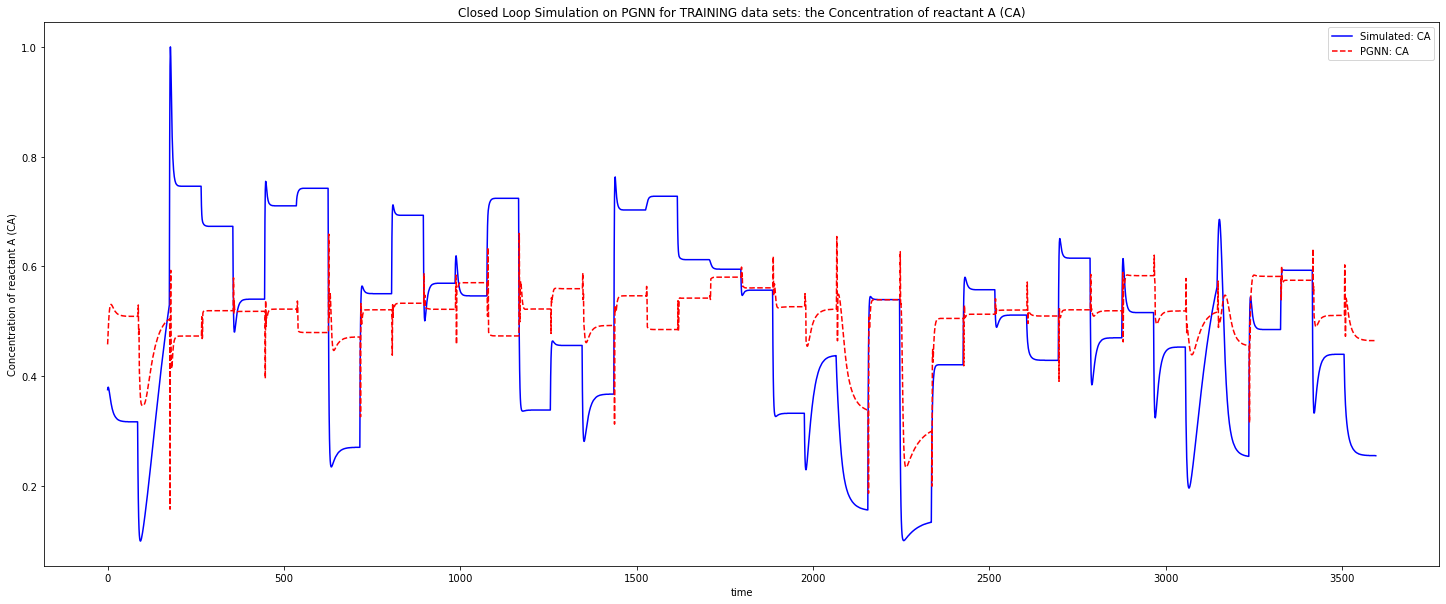 Closed Loop Simulation on PGNN for TRAINING data sets: the Concentration of reactant A (CA)
Simulated: CA
PGNN: CA
Concentration of reactant A (CA)
1.0
0.8
0.6
0.4
0.2
0 500 1000 1500 2000 2500 3000 3500
time